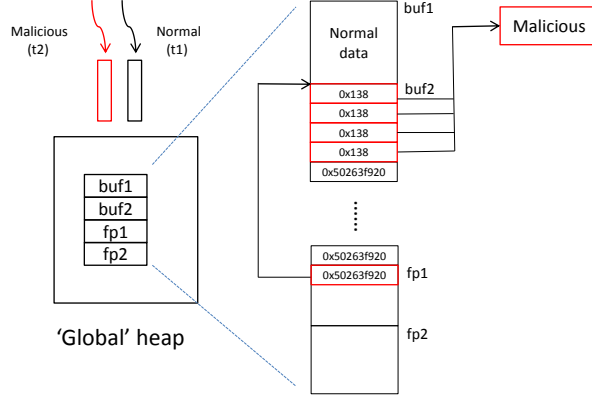 Malicious
(t2)
Normal
(t1)
buf1
buf2
fp1
fp2
'Global' heap
buf1
Normal
data
buf2
0x138
0x138
0x138
0x138
0x50263f920
0x50263f920
0x50263f920
fp1
fp2
Malicious